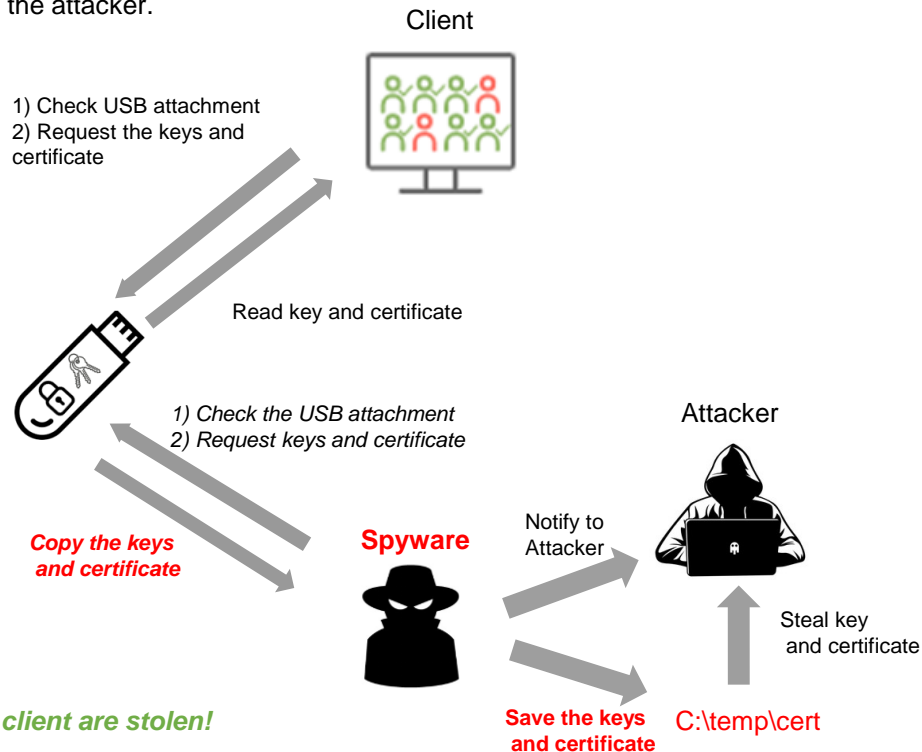 the attacker.
Client
1) Check USB attachment
2) Request the keys and
certificate
Read key and certificate
1) Check the USB attachment
2) Request keys and certificate
Attacker
Copy the keys
and certificate
Spyware
Notify to
Attacker
Steal key
and certificate
client are stolen!
Save the keys
and certificate
C:\temp\cert